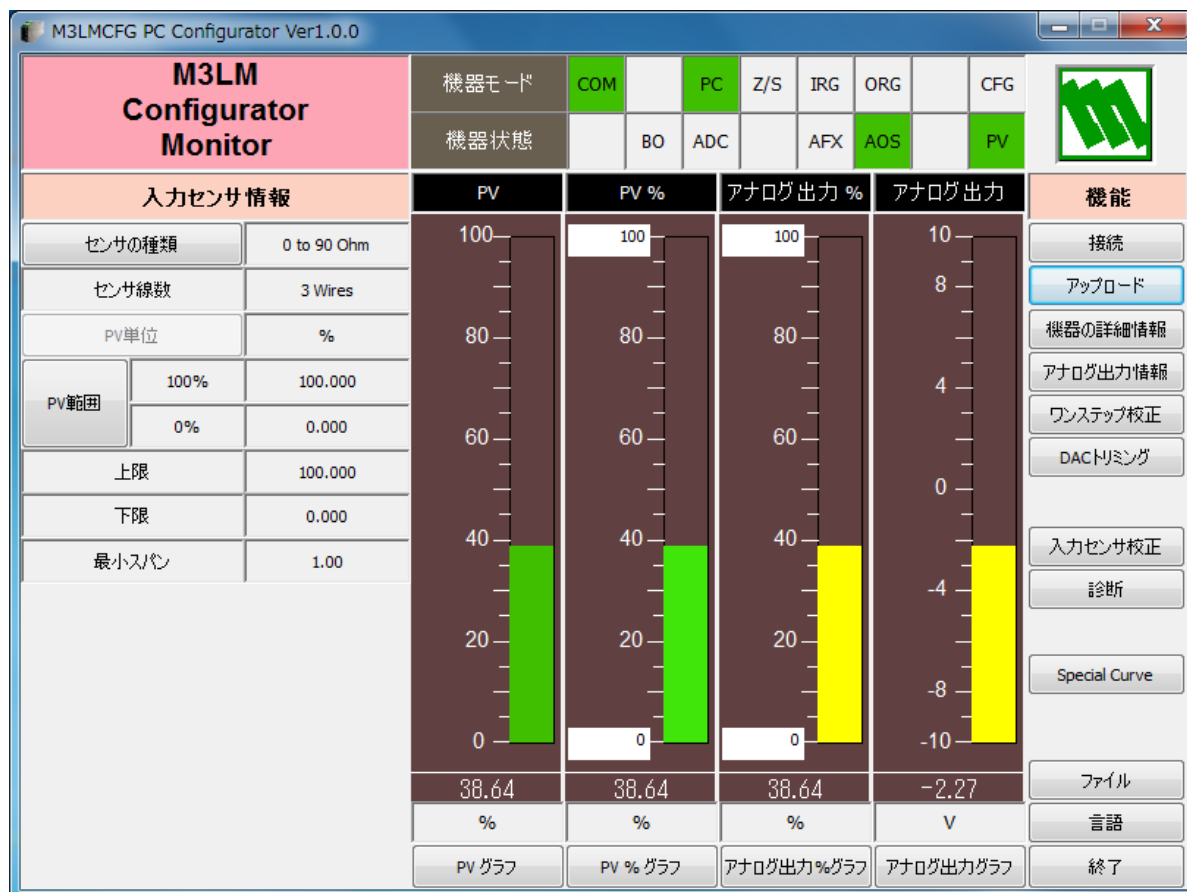 M3LMCFG PC Configurator Ver1.0.0
M3LM
Configurator
Monitor
機器モード
COM
PC
Z/S
IRG
ORG
CFG
機器状態
BO
ADC
AFX
AOS
PV
入力センサ情報
PV
PV %
アナログ出力 %
アナログ出力
機能
センサの種類
0 to 90 Ohm
センサ線数
3 Wires
PV単位
%
PV範囲
100%
100.000
0%
0.000
上限
100.000
下限
0.000
最小スパン
1.00
100
80
60
40
20
0
100
80
60
40
20
0
100
80
60
40
20
0
10
8
4
0
-4
-8
-10
38.64
38.64
38.64
-2.27
%
%
%
V
PV グラフ
PV % グラフ
アナログ出力%グラフ
アナログ出力グラフ
接続
アップロード
機器の詳細情報
アナログ出力情報
ワンステップ校正
DACトリミング
入力センサ校正
診断
Special Curve
ファイル
言語
終了